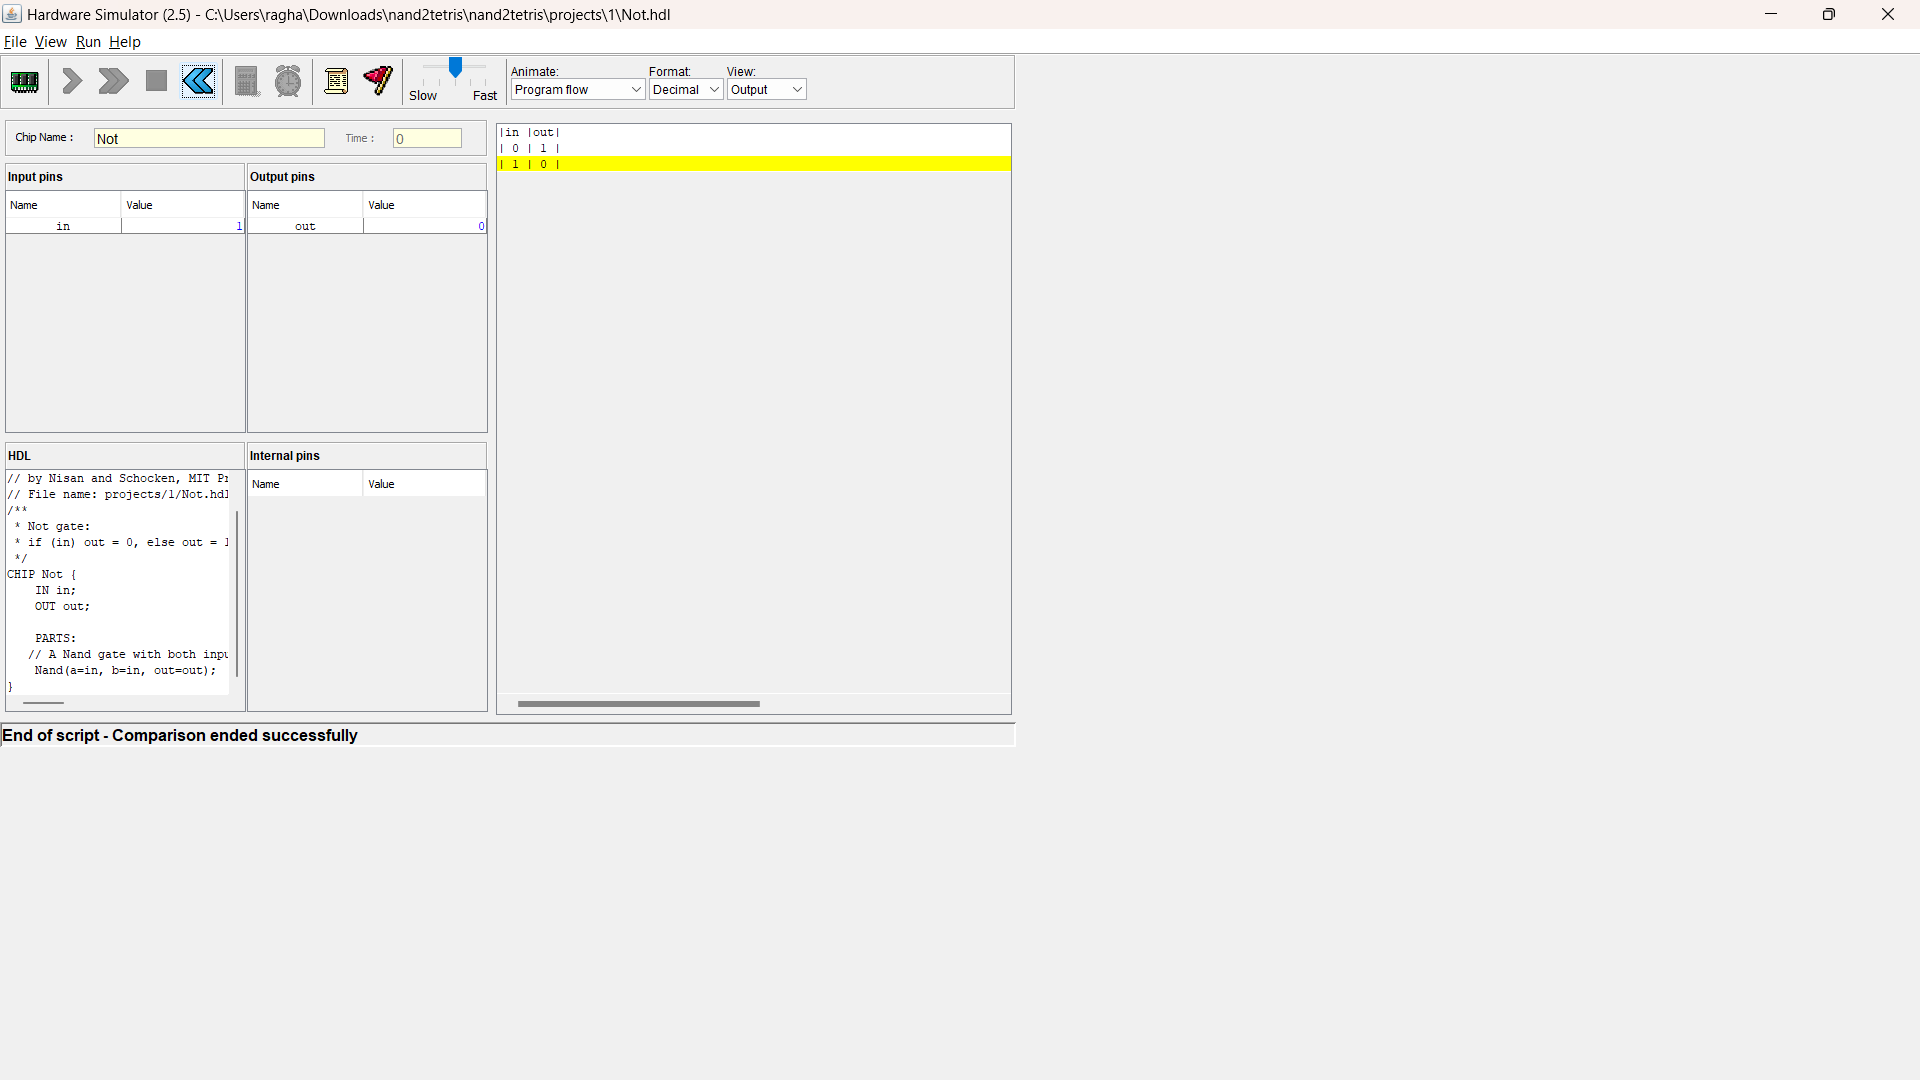 Hardware Simulator (2.5) - C:\Users\ragha\Downloads\nand2tetris\nand2tetris\projects\1\Not.hdl
File View Run Help
Slow Fast
Animate: Format: View:
Program flow Decimal Output
Chip Name : Not Time : 0
Input pins
Name Value
in 1
Output pins
Name Value
out 0
|in |out|
| 0 | 1 |
| 1 | 0 |
HDL
// by Nisan and Schocken, MIT Pr
// File name: projects/1/Not.hdl
/**
* Not gate:
* if (in) out = 0, else out = 1
*/
CHIP Not {
IN in;
OUT out;
PARTS:
// A Nand gate with both inpu
Nand(a=in, b=in, out=out);
}
Internal pins
Name Value
End of script - Comparison ended successfully